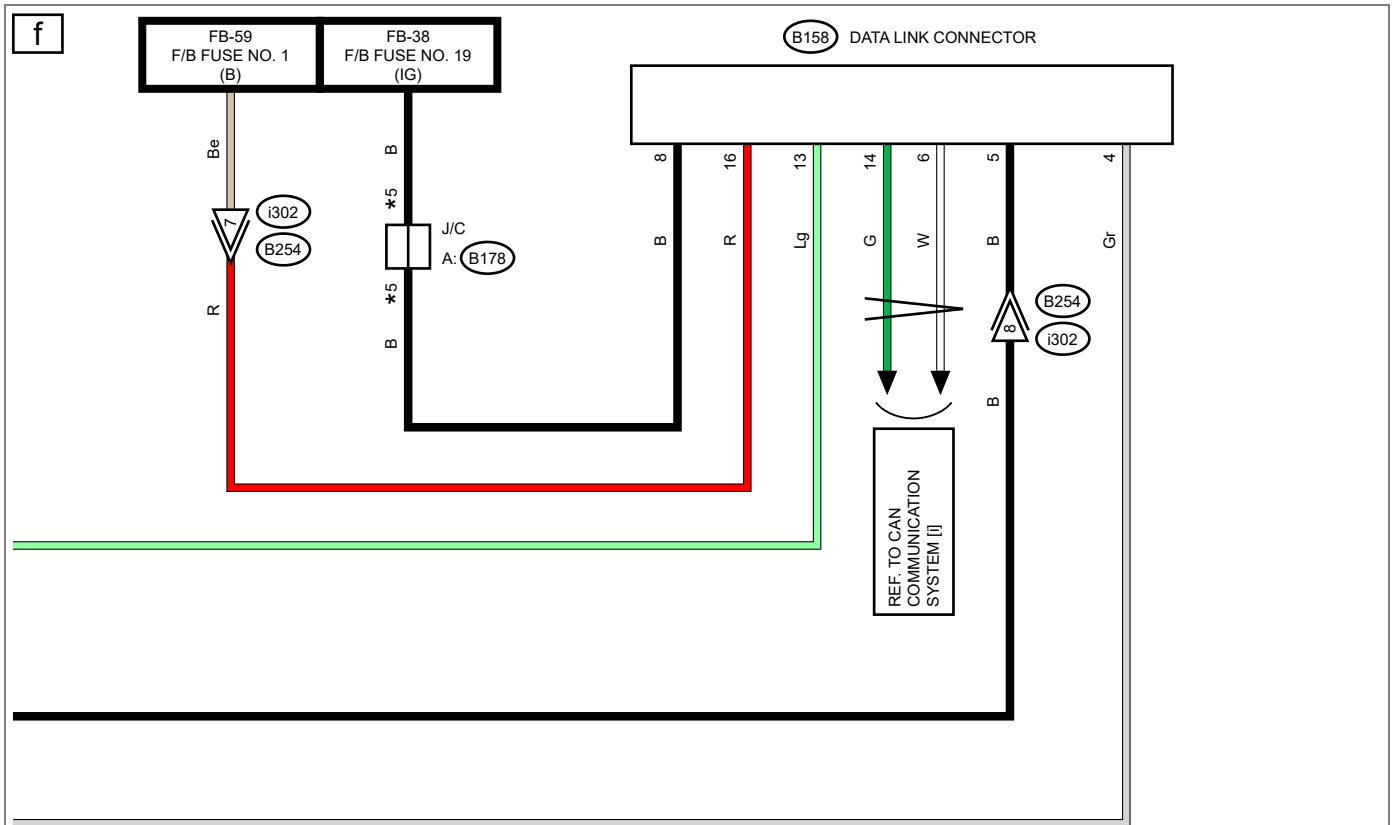 f
FB-59
F/B FUSE NO. 1
(B)
FB-38
F/B FUSE NO. 19
(IG)
B158 DATA LINK CONNECTOR
Be
B
8
16
13
14
6
5
4
*5
7
i302
B254
J/C
A: B178
B
R
Lg
G
W
B
Gr
R
*5
B
B254
8
i302
B
REF. TO CAN
COMMUNICATION
SYSTEM [i]